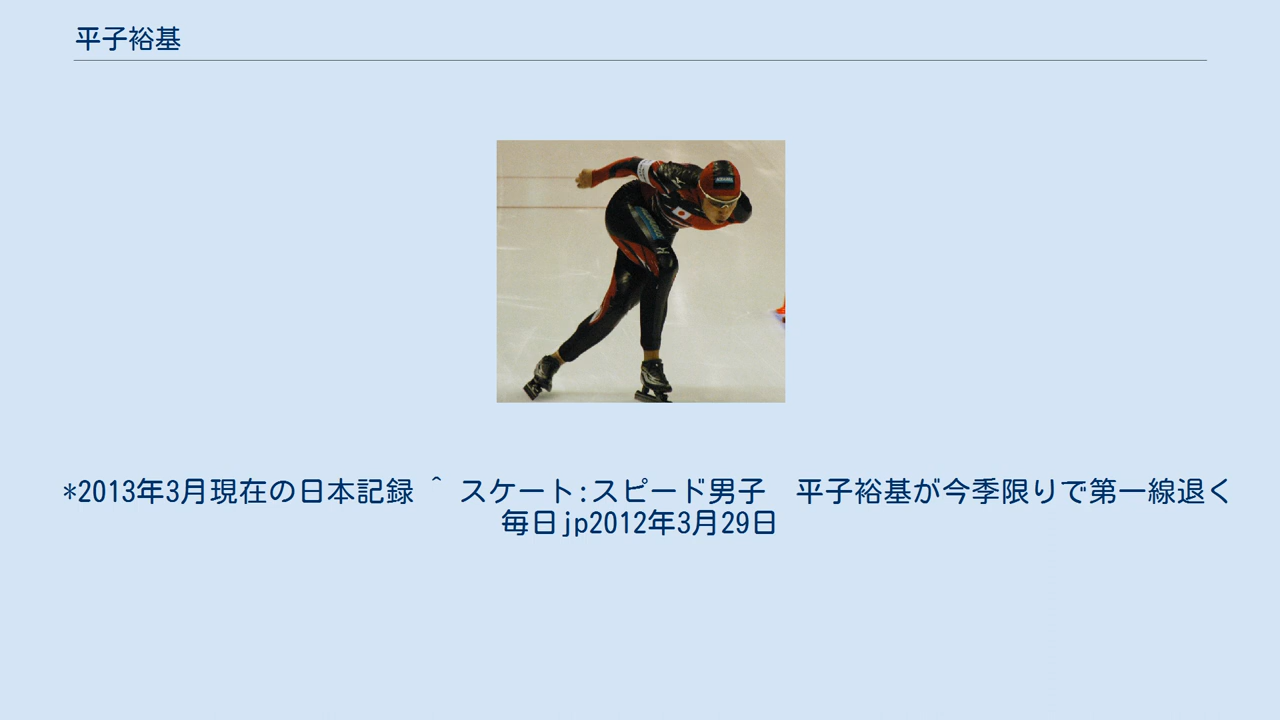 平子裕基
*2013年3月現在の日本記録 ^ スケート:スピード男子　平子裕基が今季限りで第一線退く
毎日jp2012年3月29日